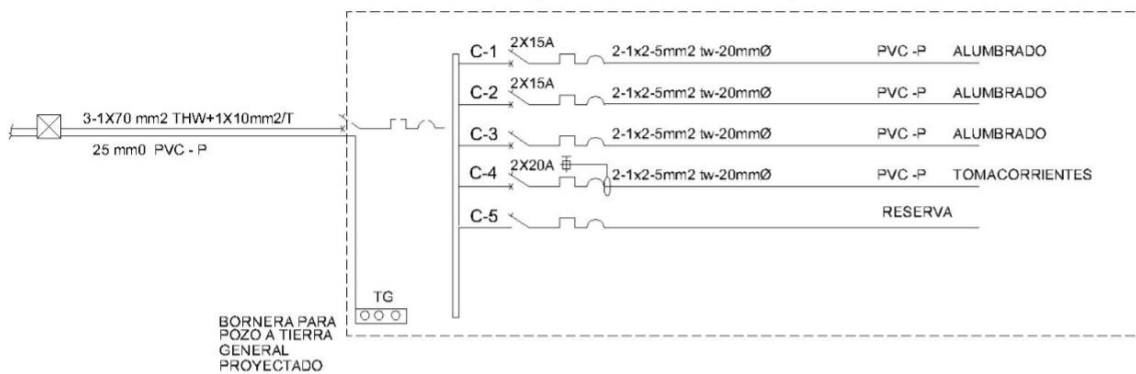 C-1 2X15A 2-1x2-5mm2 tw-20mmØ PVC -P ALUMBRADO
C-2 2X15A 2-1x2-5mm2 tw-20mmØ PVC -P ALUMBRADO
3-1X70 mm2 THW+1X10mm2/T
25 mm0 PVC - P
C-3 2-1x2-5mm2 tw-20mmØ PVC -P ALUMBRADO
C-4 2X20A 2-1x2-5mm2 tw-20mmØ PVC -P TOMACORRIENTES
C-5 RESERVA
TG
BORNERA PARA
POZO A TIERRA
GENERAL
PROYECTADO